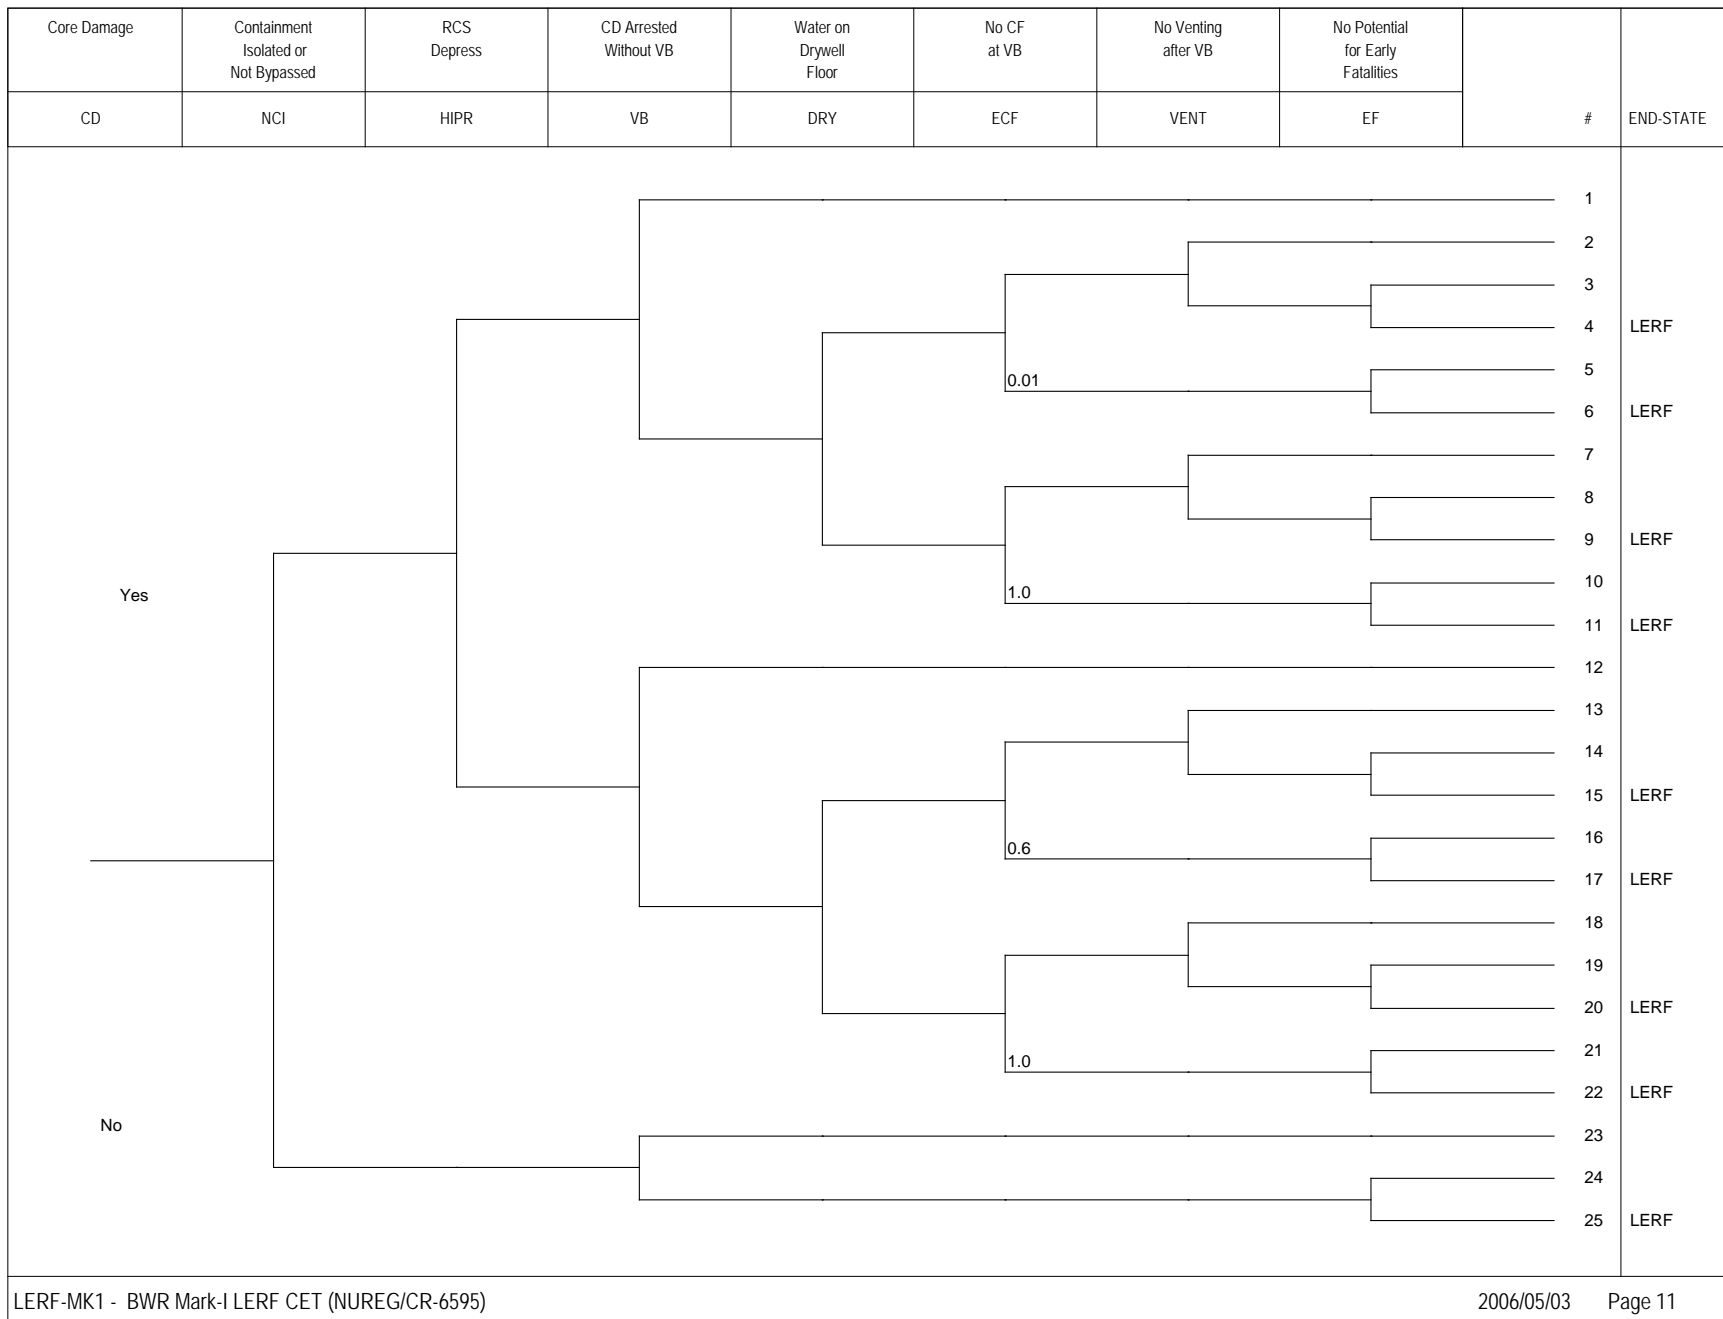 Core Damage
Containment
Isolated or
Not Bypassed
RCS
Depress
CD Arrested
Without VB
Water on
Drywell
Floor
No CF
at VB
No Venting
after VB
No Potential
for Early
Fatalities
CD
NCI
HIPR
VB
DRY
ECF
VENT
EF
#
END-STATE
1
2
3
4 LERF
5
0.01
6 LERF
7
8
9 LERF
10
Yes
1.0
11 LERF
12
13
14
15 LERF
16
0.6
17 LERF
18
19
20 LERF
21
1.0
22 LERF
No
23
24
25 LERF
LERF-MK1 - BWR Mark-I LERF CET (NUREG/CR-6595)
2006/05/03 Page 11